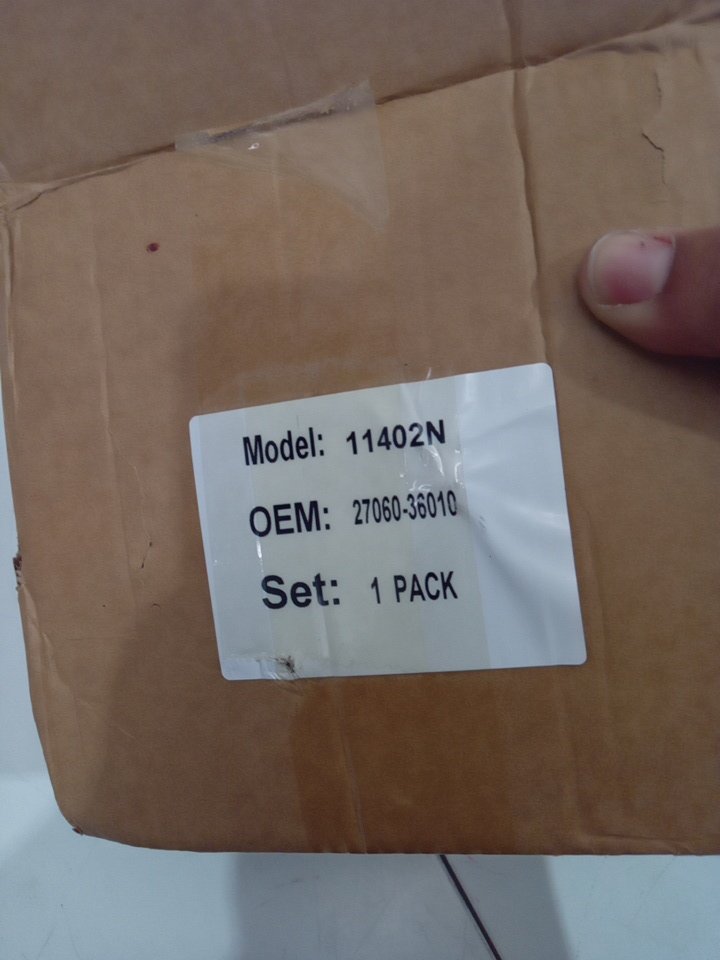 Model: 11402N
OEM: 27060-36010
Set: 1 PACK